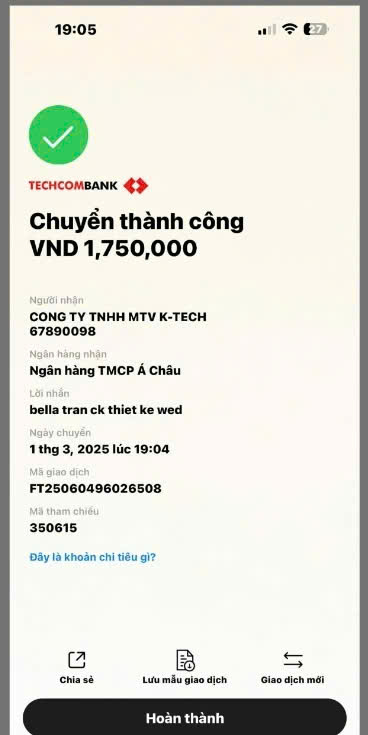 19:05
27
TECHCOMBANK
Chuyển thành công
VND 1,750,000
Người nhận
CONG TY TNHH MTV K-TECH
67890098
Ngân hàng nhận
Ngân hàng TMCP Á Châu
Lời nhắn
bella tran ck thiet ke wed
Ngày chuyển
1 thg 3, 2025 lúc 19:04
Mã giao dịch
FT25060496026508
Mã tham chiếu
350615
Đây là khoản chi tiêu gì?
Chia sẻ
Lưu mẫu giao dịch
Giao dịch mới
Hoàn thành